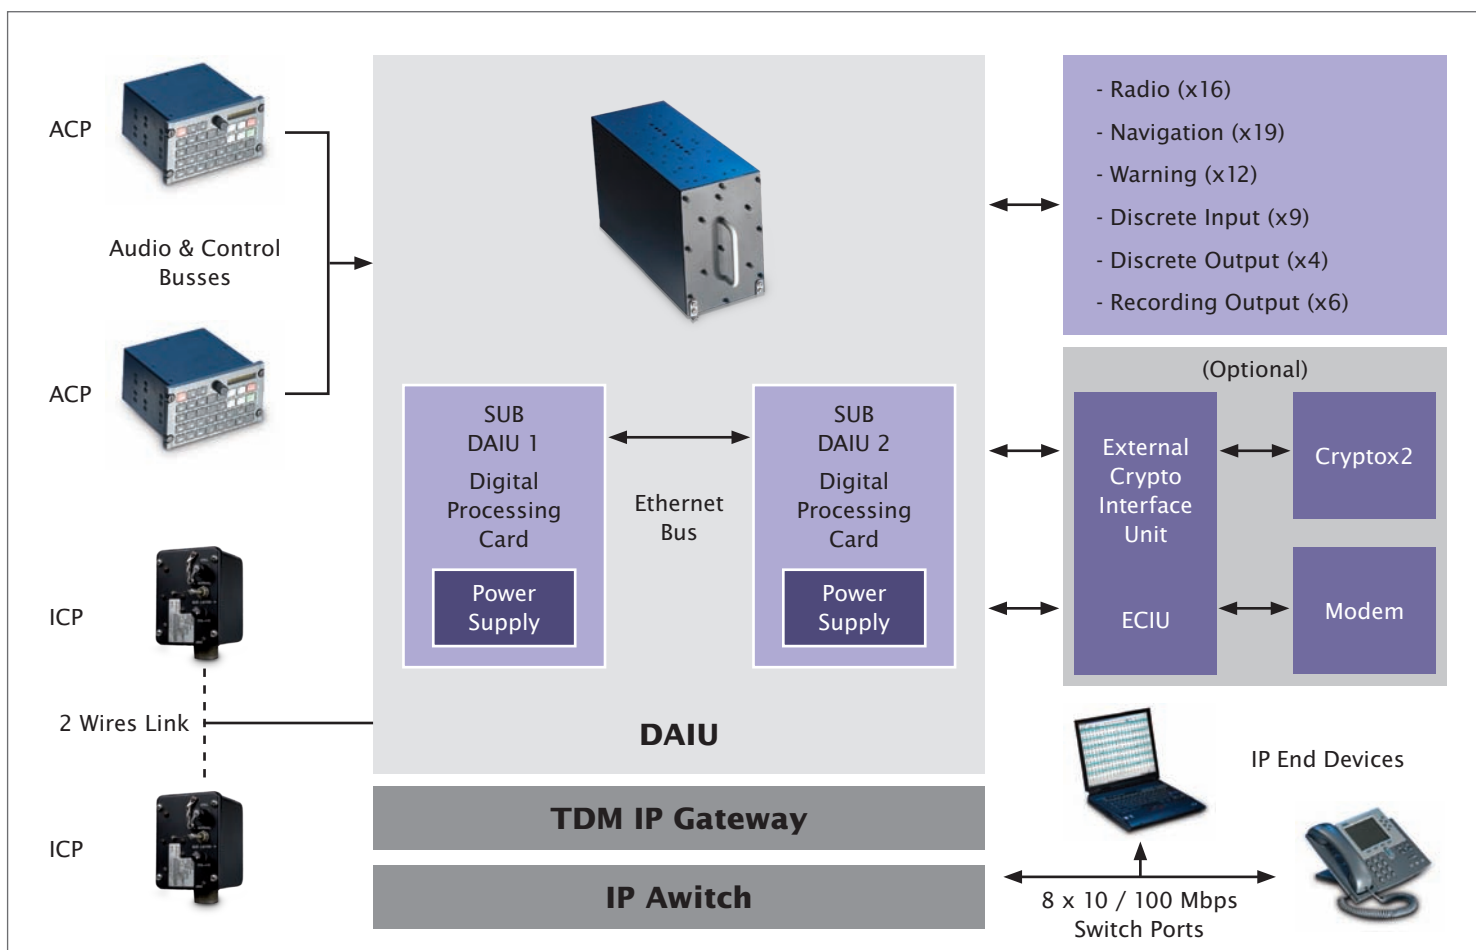 ACP
Audio & Control
Busses
ACP
ICP
2 Wires Link
ICP
SUB
DAIU 1
Digital
Processing
Card
Power
Supply
Ethernet
Bus
SUB
DAIU 2
Digital
Processing
Card
Power
Supply
DAIU
TDM IP Gateway
IP Awitch
- Radio (x16)
- Navigation (x19)
- Warning (x12)
- Discrete Input (x9)
- Discrete Output (x4)
- Recording Output (x6)
(Optional)
External
Crypto
Interface
Unit
ECIU
Cryptox2
Modem
IP End Devices
8 x 10 / 100 Mbps
Switch Ports